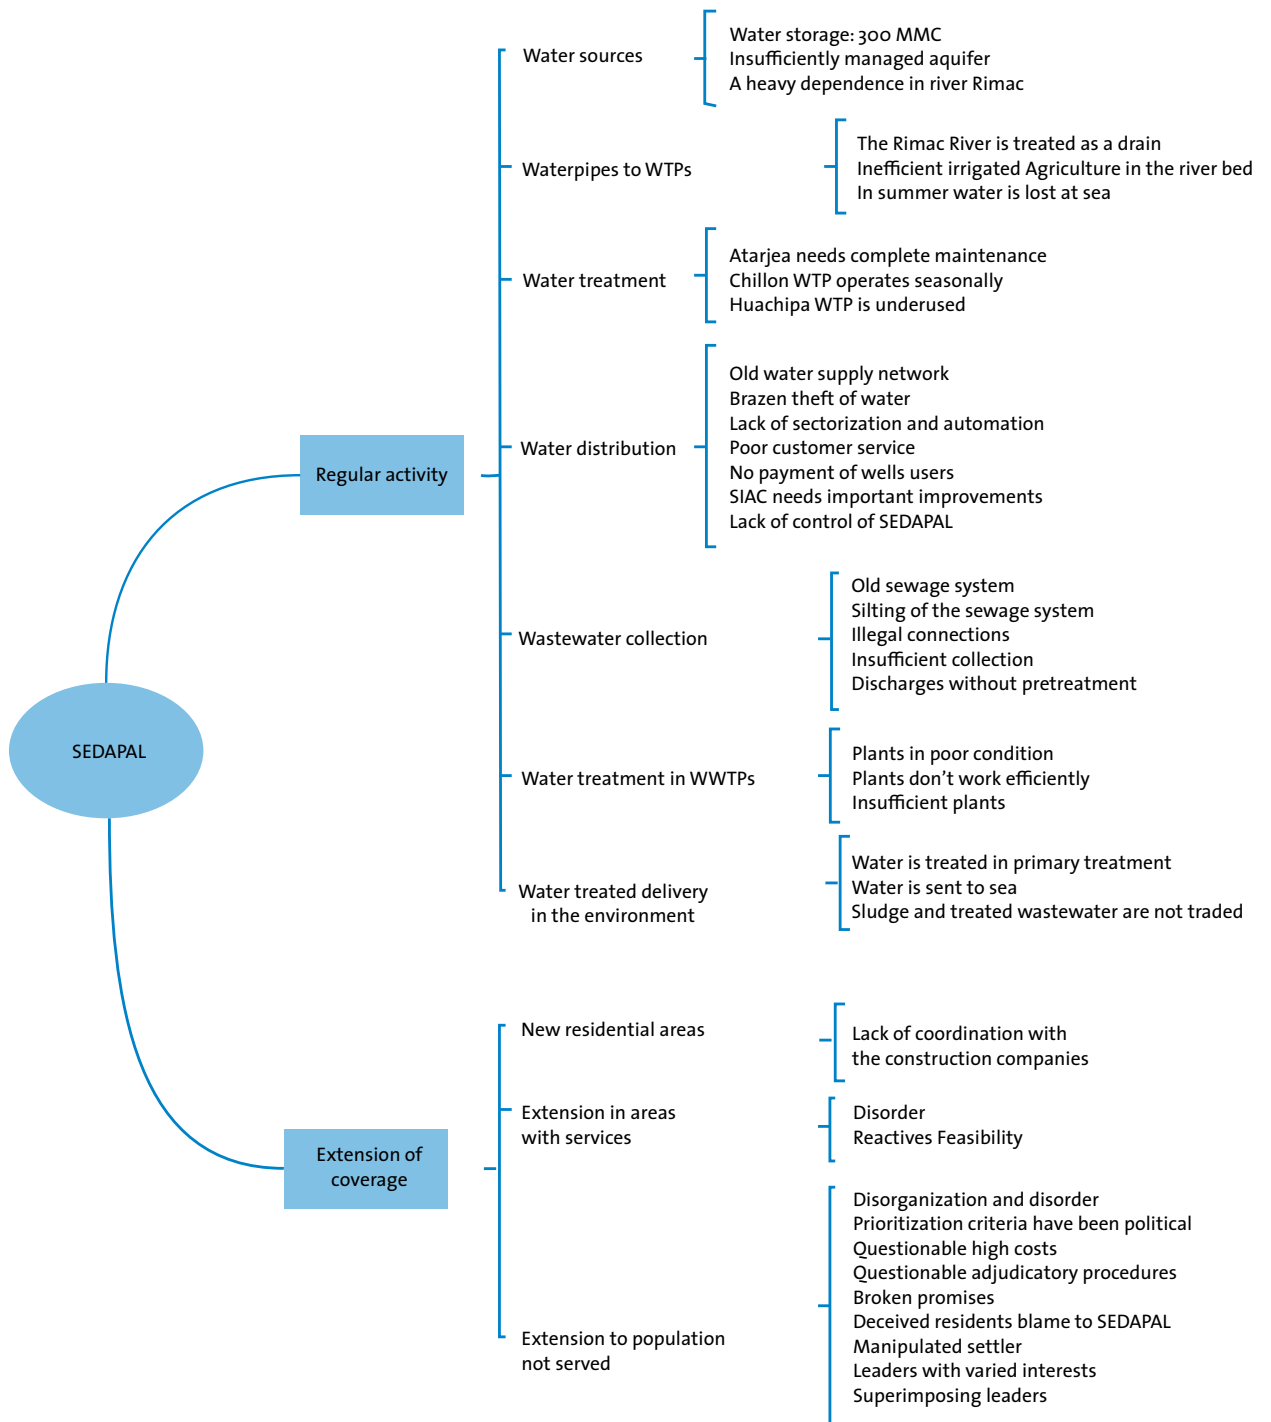 SEDAPAL
Regular activity
Water sources
Water storage: 300 MMC
Insufficiently managed aquifer
A heavy dependence in river Rimac
Waterpipes to WTPs
The Rimac River is treated as a drain
Inefficient irrigated Agriculture in the river bed
In summer water is lost at sea
Water treatment
Atarjea needs complete maintenance
Chillon WTP operates seasonally
Huachipa WTP is underused
Water distribution
Old water supply network
Brazen theft of water
Lack of sectorization and automation
Poor customer service
No payment of wells users
SIAC needs important improvements
Lack of control of SEDAPAL
Wastewater collection
Old sewage system
Silting of the sewage system
Illegal connections
Insufficient collection
Discharges without pretreatment
Water treatment in WWTPs
Plants in poor condition
Plants don't work efficiently
Insufficient plants
Water treated delivery
in the environment
Water is treated in primary treatment
Water is sent to sea
Sludge and treated wastewater are not traded
Extension of
coverage
New residential areas
Lack of coordination with
the construction companies
Extension in areas
with services
Disorder
Reactives Feasibility
Extension to population
not served
Disorganization and disorder
Prioritization criteria have been political
Questionable high costs
Questionable adjudicatory procedures
Broken promises
Deceived residents blame to SEDAPAL
Manipulated settler
Leaders with varied interests
Superimposing leaders